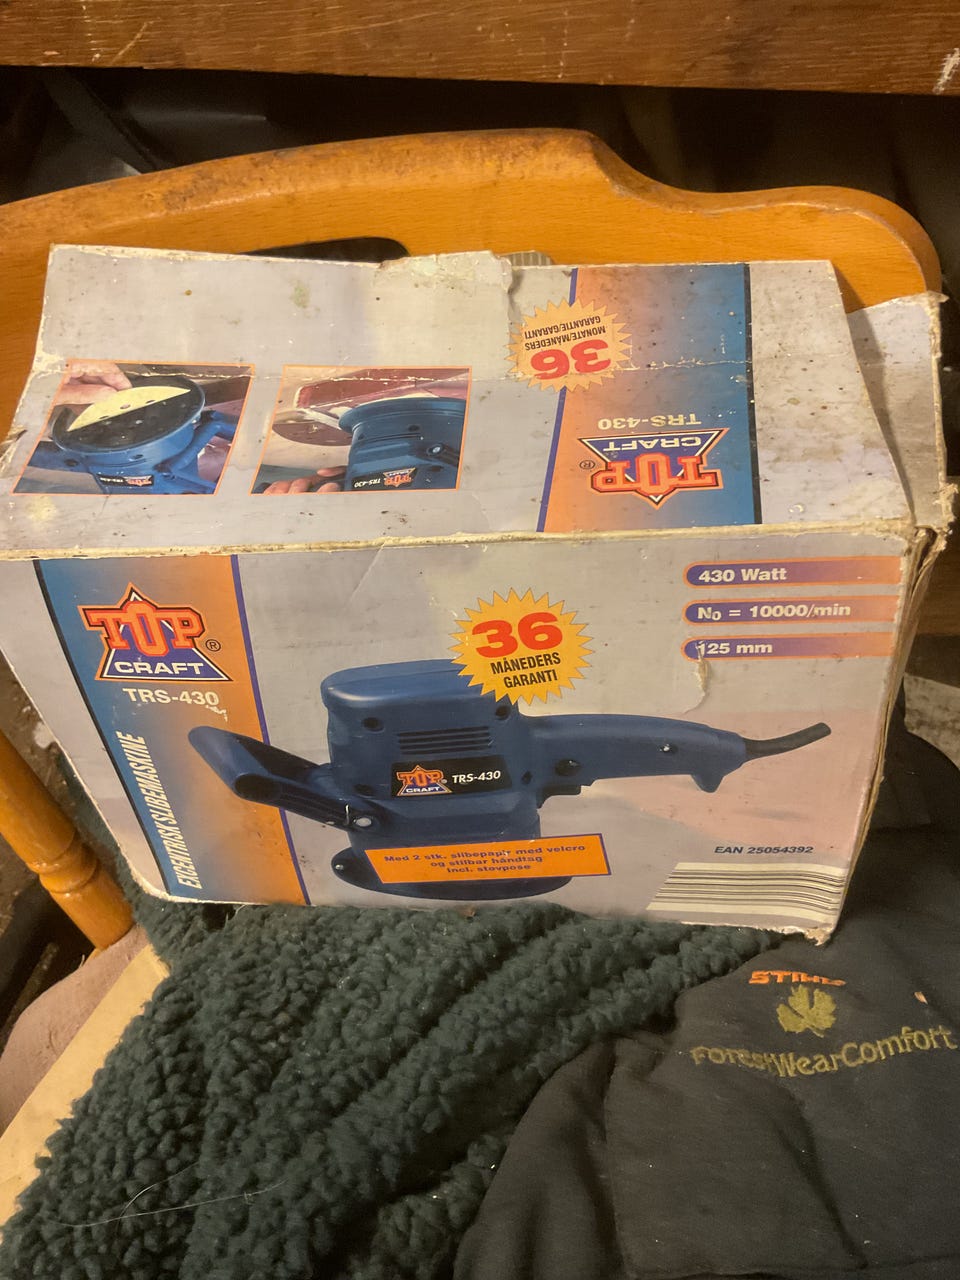 36
MONATE/MÅNEDERS
GARANTIE/GARANTI
TRS-430
TOP
CRAFT
®
TRS-430
TRS-430
TOP
CRAFT
®
TRS-430
EXCENTRISK SLIBEMASKINE
36
MÅNEDERS
GARANTI
430 Watt
N0 = 10000/min
125 mm
TOP
CRAFT
TRS-430
Med 2 stk. slibepapir med velcro
og stilbar håndtag
incl. støvpose
EAN 25054392
STIHL
ForestWearComfort